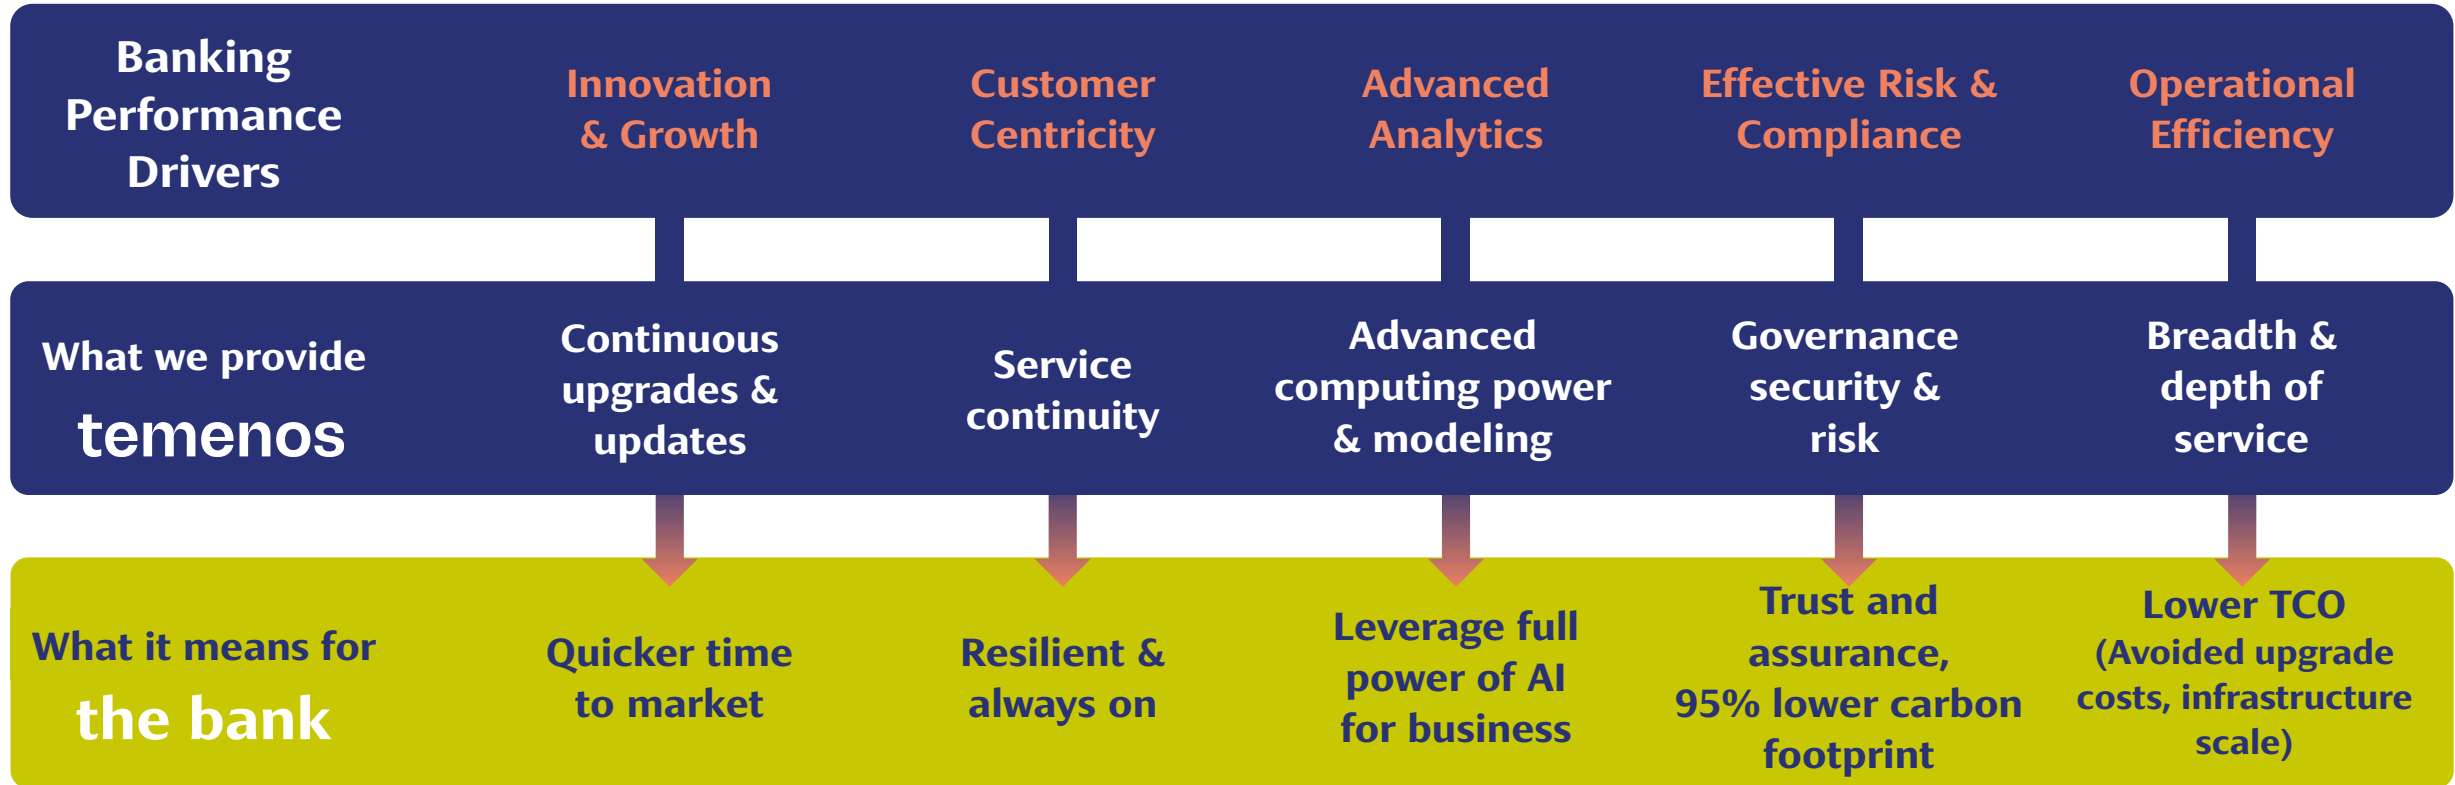 Banking
Performance
Drivers
Innovation
& Growth
Customer
Centricity
Advanced
Analytics
Effective Risk &
Compliance
Operational
Efficiency
What we provide
temenos
Continuous
upgrades &
updates
Service
continuity
Advanced
computing power
& modeling
Governance
security &
risk
Breadth &
depth of
service
What it means for
the bank
Quicker time
to market
Resilient &
always on
Leverage full
power of AI
for business
Trust and
assurance,
95% lower carbon
footprint
Lower TCO
(Avoided upgrade
costs, infrastructure
scale)